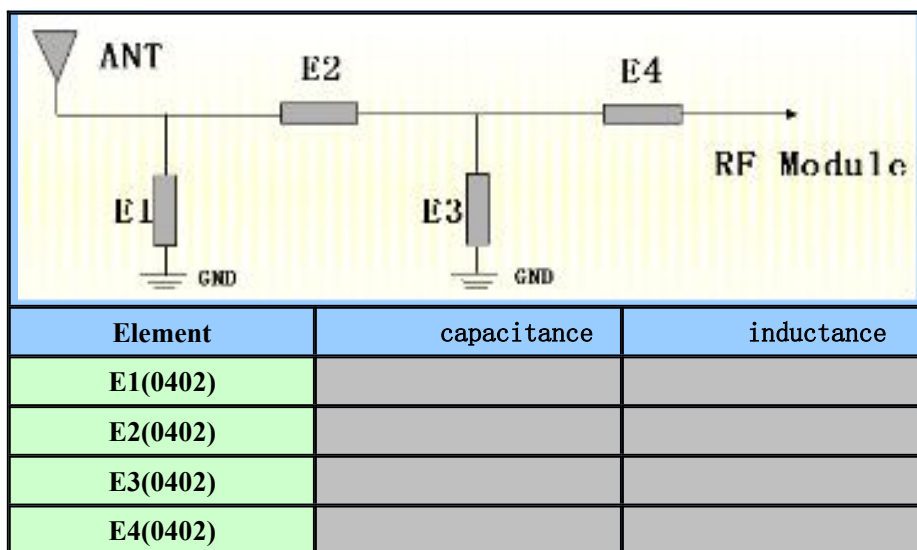 ANT
E2
E4
RF Module
E1
E3
GND
GND
Element capacitance inductance
E1(0402)
E2(0402)
E3(0402)
E4(0402)